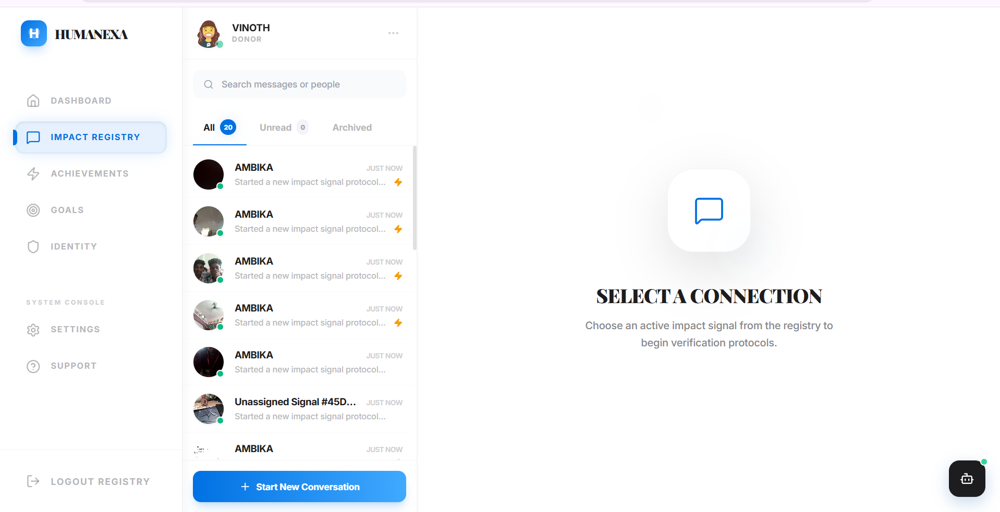 H HUMANEXA
DASHBOARD
IMPACT REGISTRY
ACHIEVEMENTS
GOALS
IDENTITY
SYSTEM CONSOLE
SETTINGS
SUPPORT
LOGOUT REGISTRY
VINOTH
DONOR
Search messages or people
All 20 Unread 0 Archived
AMBIKA JUST NOW
Started a new impact signal protocol...
AMBIKA JUST NOW
Started a new impact signal protocol...
AMBIKA JUST NOW
Started a new impact signal protocol...
AMBIKA JUST NOW
Started a new impact signal protocol...
AMBIKA JUST NOW
Started a new impact signal protocol...
Unassigned Signal #45D... JUST NOW
Started a new impact signal protocol...
AMBIKA JUST NOW
Start New Conversation
SELECT A CONNECTION
Choose an active impact signal from the registry to
begin verification protocols.